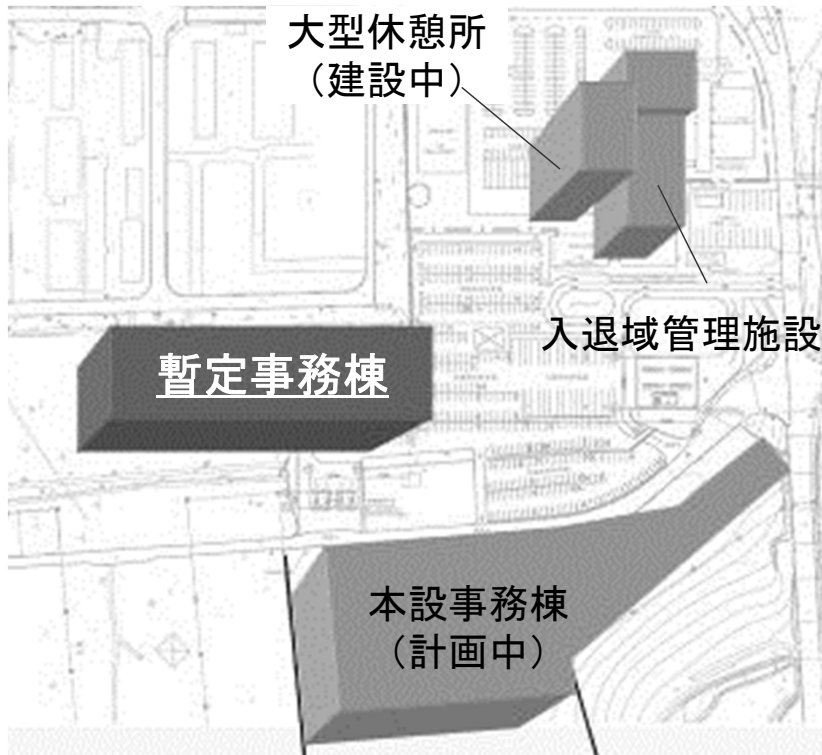 大型休憩所
（建設中）
入退域管理施設
暫定事務棟
本設事務棟
（計画中）